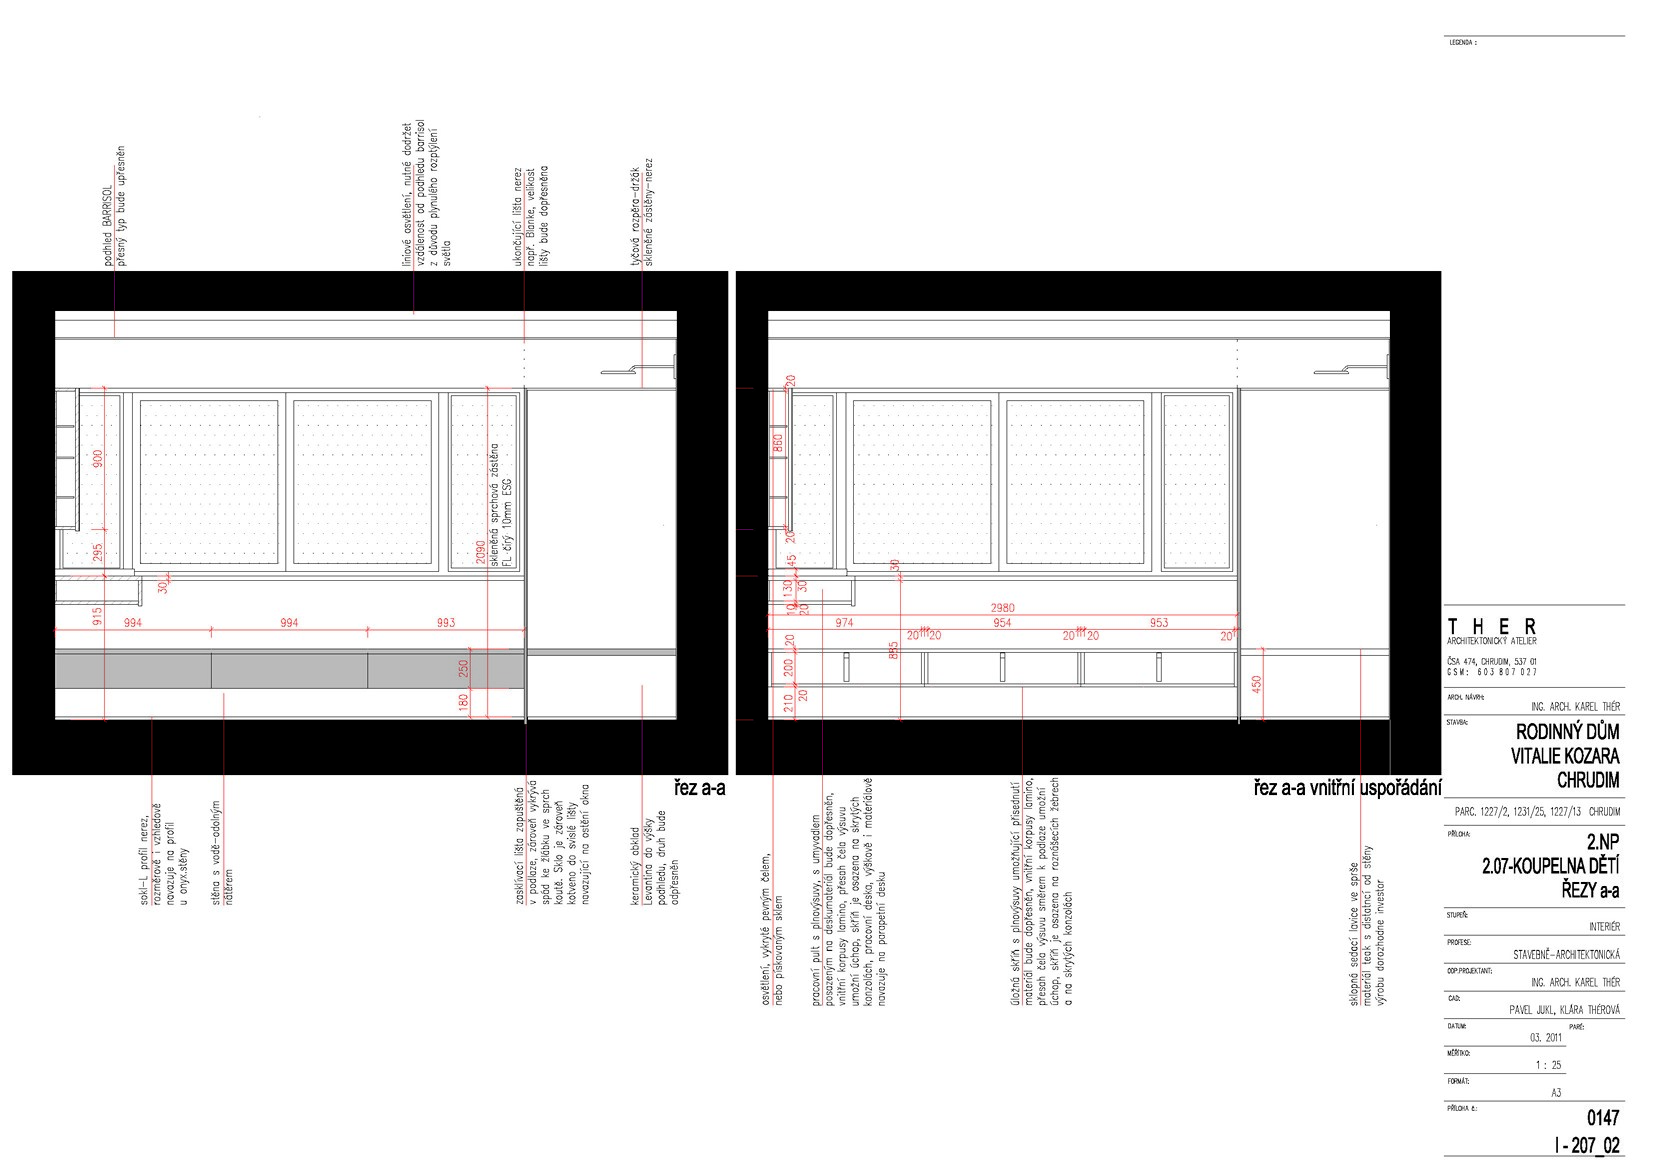 LEGENDA :
podhled BARRISOL
přesný typ bude upřesněn
liniové osvětlení, nutné dodržet
vzdálenost od podhledu barrisol
z důvodu plynulého rozptýlení
světla
ukončující lišta nerez
např. Blanke, velikost
lišty bude dopřesněna
tyčová rozpěra-držák
skleněné zástěny-nerez
900
295
915
30
994
994
993
250
180
2090
skleněná sprchová zástěna
FL čirý 10mm ESG
řez a-a
sokl-L profil nerez,
rozměrově i vzhledově
navazuje na profil
u onyx.stěny
stěna s vodě-odolným
nátěrem
zasklívací lišta zapuštěná
v podlaze, zároveň vykrývá
spád ke žlábku ve sprch
koutě. Sklo je zároveň
kotveno do svislé lišty
navazující na ostění okna
keramický obklad
Levantina do výšky
podhledu, druh bude
odpřesněn
20
860
20
45
130
30
10
20
30
885
2980
974
954
953
20
20
20
20
20
20
200
20
210
450
řez a-a vnitřní uspořádání
osvětlení, vykryté pevným čelem,
nebo pískovaným sklem
pracovní pult s plnovýsuvy, s umyvadlem
posazeným na deskumateriál bude dopřesněn,
vnitřní korpusy lamino, přesah čela výsuvu
umožní úchop, skříň je osazena na skrytých
konzolách, pracovní deska, výškově i materiálově
navazuje na parapetní desku
úložná skříň s plnovýsuvy umožňující přisednutí
materiál bude dopřesněn, vnitřní korpusy lamino,
přesah čela výsuvu směrem k podlaze umožní
úchop, skříň je osazena na roznášecích žebrech
a na skrytých konzolách
sklopná sedací lavice ve sprše
materiál teak s distatncí od stěny
výrobu dorozhodne investor
THER
ARCHITEKTONICKÝ ATELIER
ČSA 474, CHRUDIM, 537 01
GSM: 603 807 027
ARCH. NÁVRH:
ING. ARCH. KAREL THÉR
STAVBA:
RODINNÝ DŮM
VITALIE KOZARA
CHRUDIM
PARC. 1227/2, 1231/25, 1227/13 CHRUDIM
PŘÍLOHA:
2.NP
2.07-KOUPELNA DĚTÍ
ŘEZY a-a
STUPEŇ:
INTERIÉR
PROFESE:
STAVEBNĚ-ARCHITEKTONICKÁ
ODP.PROJEKTANT:
ING. ARCH. KAREL THÉR
CAD:
PAVEL JUKL, KLÁRA THÉROVÁ
DATUM:
PARÉ:
03. 2011
MĚŘÍTKO:
1 : 25
FORMÁT:
A3
PŘÍLOHA č.:
0147
I - 207_02